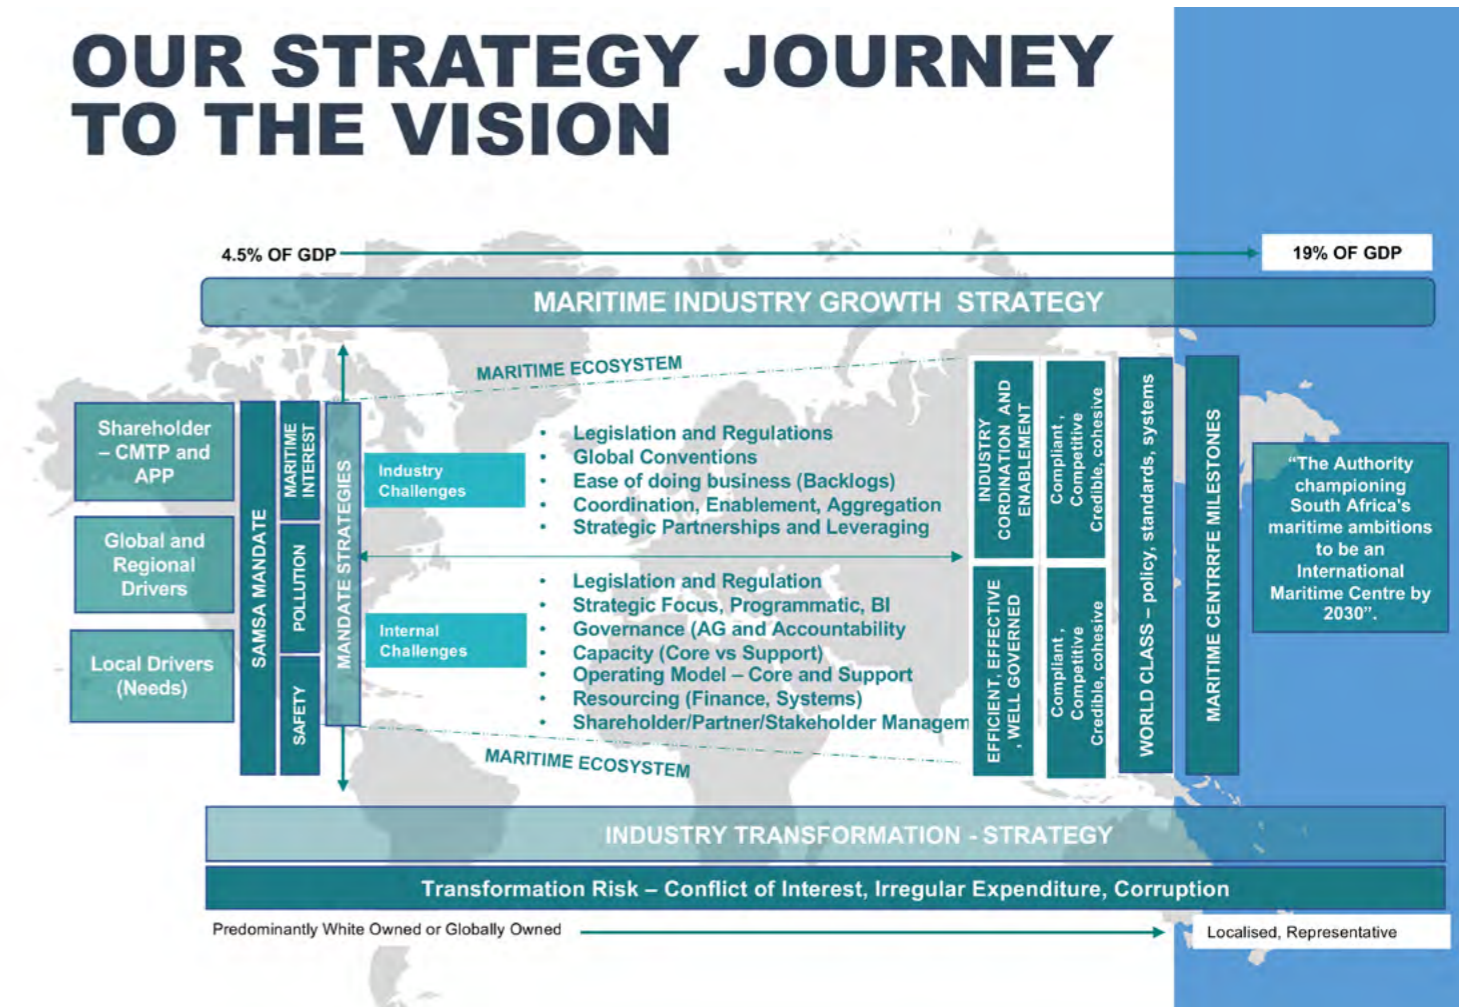 OUR STRATEGY JOURNEY
TO THE VISION
4.5% OF GDP
19% OF GDP
MARITIME INDUSTRY GROWTH STRATEGY
MARITIME ECOSYSTEM
Shareholder
– CMTP and
APP
Global and
Regional
Drivers
Local Drivers
(Needs)
SAMSA MANDATE
MARITIME
INTEREST
POLLUTION
SAFETY
MANDATE STRATEGIES
Industry
Challenges
• Legislation and Regulations
• Global Conventions
• Ease of doing business (Backlogs)
• Coordination, Enablement, Aggregation
• Strategic Partnerships and Leveraging
Internal
Challenges
• Legislation and Regulation
• Strategic Focus, Programmatic, BI
• Governance (AG and Accountability
• Capacity (Core vs Support)
• Operating Model – Core and Support
• Resourcing (Finance, Systems)
• Shareholder/Partner/Stakeholder Managem
MARITIME ECOSYSTEM
INDUSTRY
CORDINATION AND
ENABLEMENT
EFFICIENT, EFFECTIVE
, WELL GOVERNED
Compliant ,
Competitive
Credible, cohesive
Compliant ,
Competitive
Credible, cohesive
WORLD CLASS – policy, standards, systems
MARITIME CENTRRFE MILESTONES
“The Authority
championing
South Africa's
maritime ambitions
to be an
International
Maritime Centre by
2030”.
INDUSTRY TRANSFORMATION - STRATEGY
Transformation Risk – Conflict of Interest, Irregular Expenditure, Corruption
Predominantly White Owned or Globally Owned
Localised, Representative